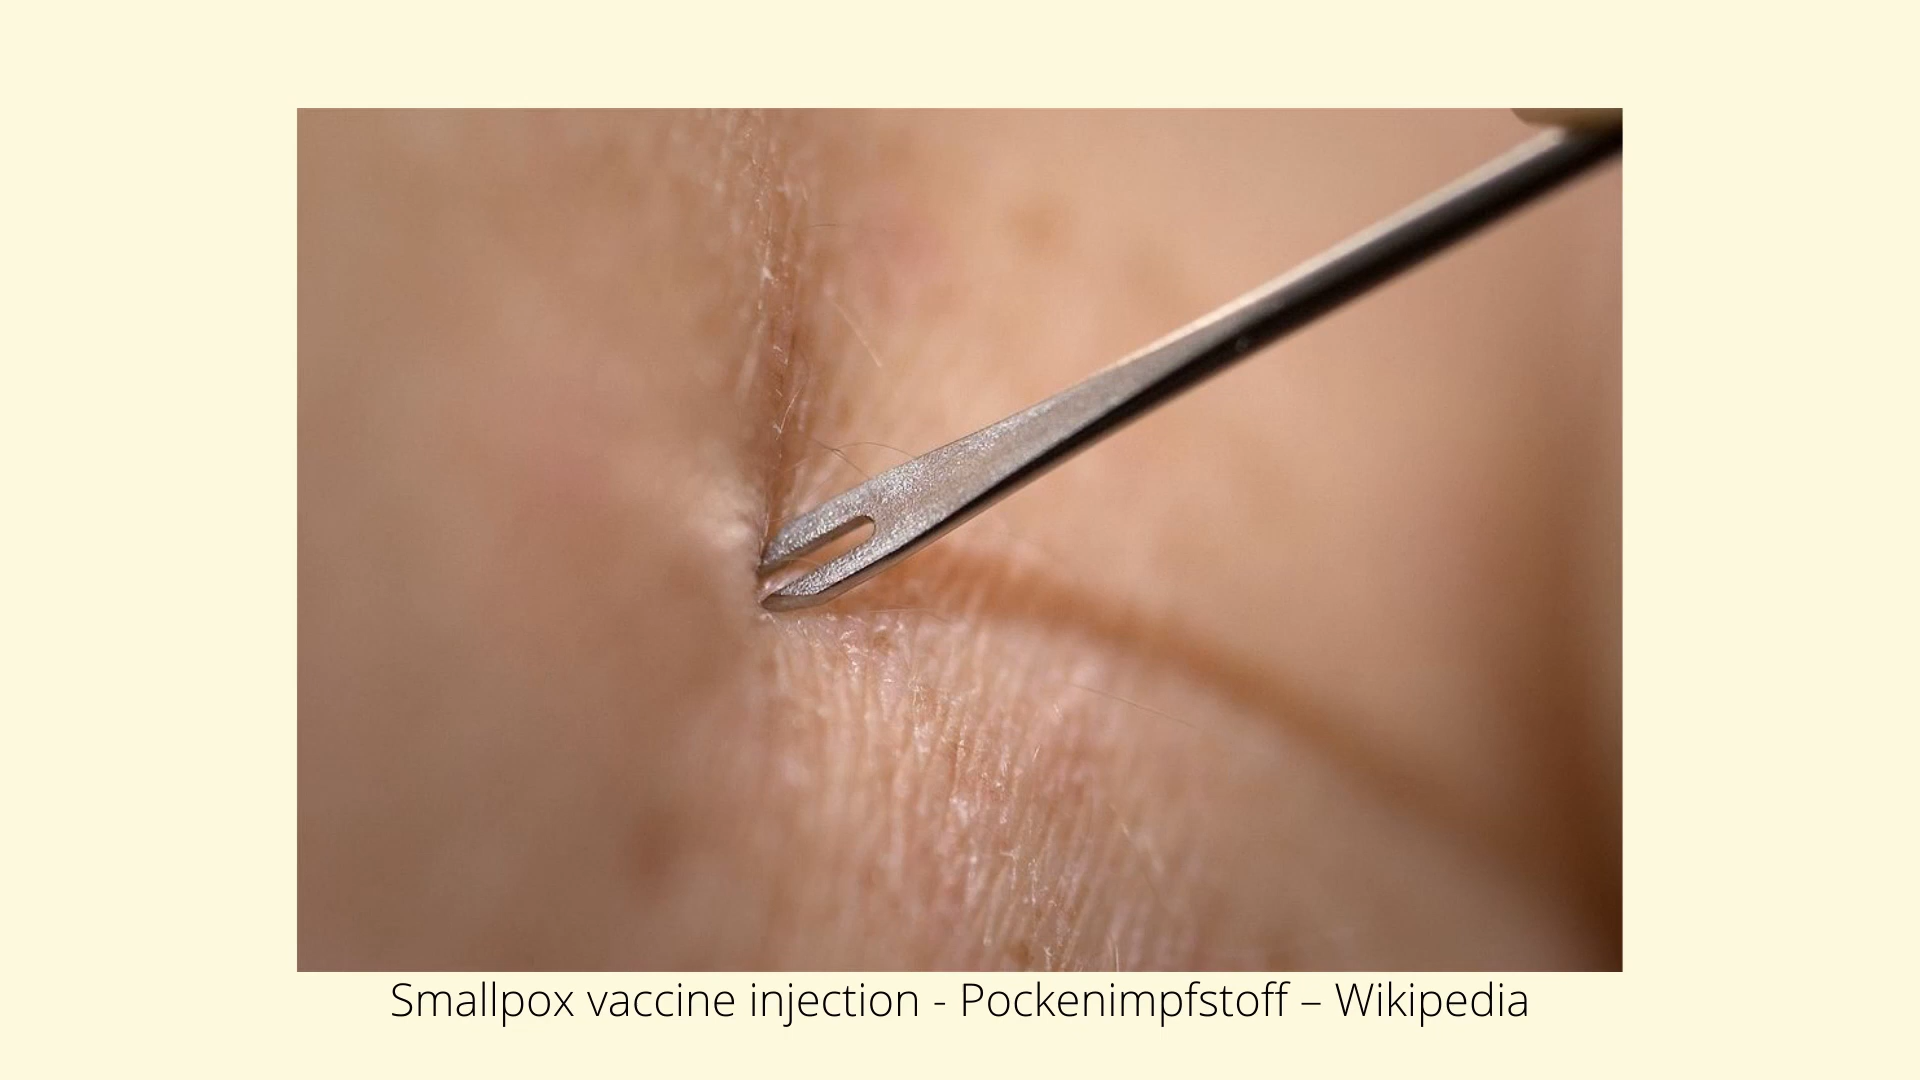 Smallpox vaccine injection - Pockenimpfstoff – Wikipedia